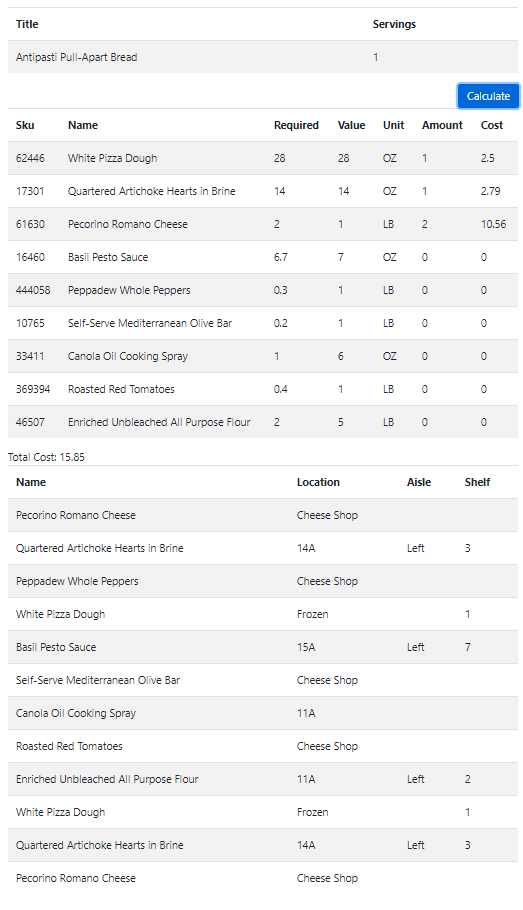 Title Servings
Antipasti Pull-Apart Bread 1
Calculate
Sku Name Required Value Unit Amount Cost
62446 White Pizza Dough 28 28 OZ 1 2.5
17301 Quartered Artichoke Hearts in Brine 14 14 OZ 1 2.79
61630 Pecorino Romano Cheese 2 1 LB 2 10.56
16460 Basil Pesto Sauce 6.7 7 OZ 0 0
444058 Peppadew Whole Peppers 0.3 1 LB 0 0
10765 Self-Serve Mediterranean Olive Bar 0.2 1 LB 0 0
33411 Canola Oil Cooking Spray 1 6 OZ 0 0
369394 Roasted Red Tomatoes 0.4 1 LB 0 0
46507 Enriched Unbleached All Purpose Flour 2 5 LB 0 0
Total Cost: 15.85
Name Location Aisle Shelf
Pecorino Romano Cheese Cheese Shop
Quartered Artichoke Hearts in Brine 14A Left 3
Peppadew Whole Peppers Cheese Shop
White Pizza Dough Frozen 1
Basil Pesto Sauce 15A Left 7
Self-Serve Mediterranean Olive Bar Cheese Shop
Canola Oil Cooking Spray 11A
Roasted Red Tomatoes Cheese Shop
Enriched Unbleached All Purpose Flour 11A Left 2
White Pizza Dough Frozen 1
Quartered Artichoke Hearts in Brine 14A Left 3
Pecorino Romano Cheese Cheese Shop